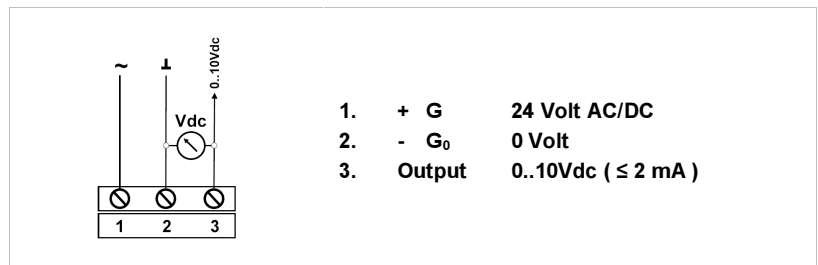 ~ ⊥ 0..10Vdc
Vdc
1 2 3
1. + G 24 Volt AC/DC
2. - G₀ 0 Volt
3. Output 0..10Vdc ( ≤ 2 mA )